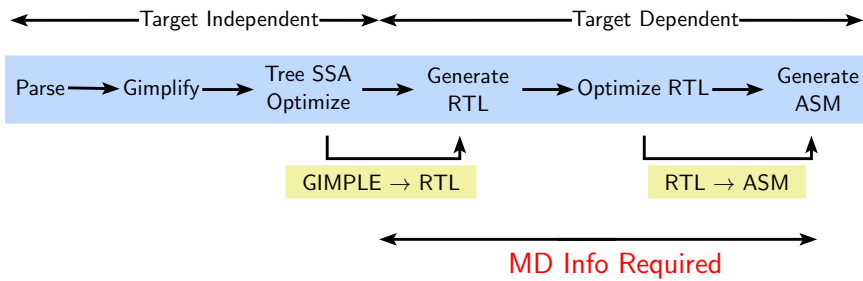 Target Independent
Target Dependent
Parse
Gimplify
Tree SSA
Optimize
Generate
RTL
Optimize RTL
Generate
ASM
GIMPLE → RTL
RTL → ASM
MD Info Required